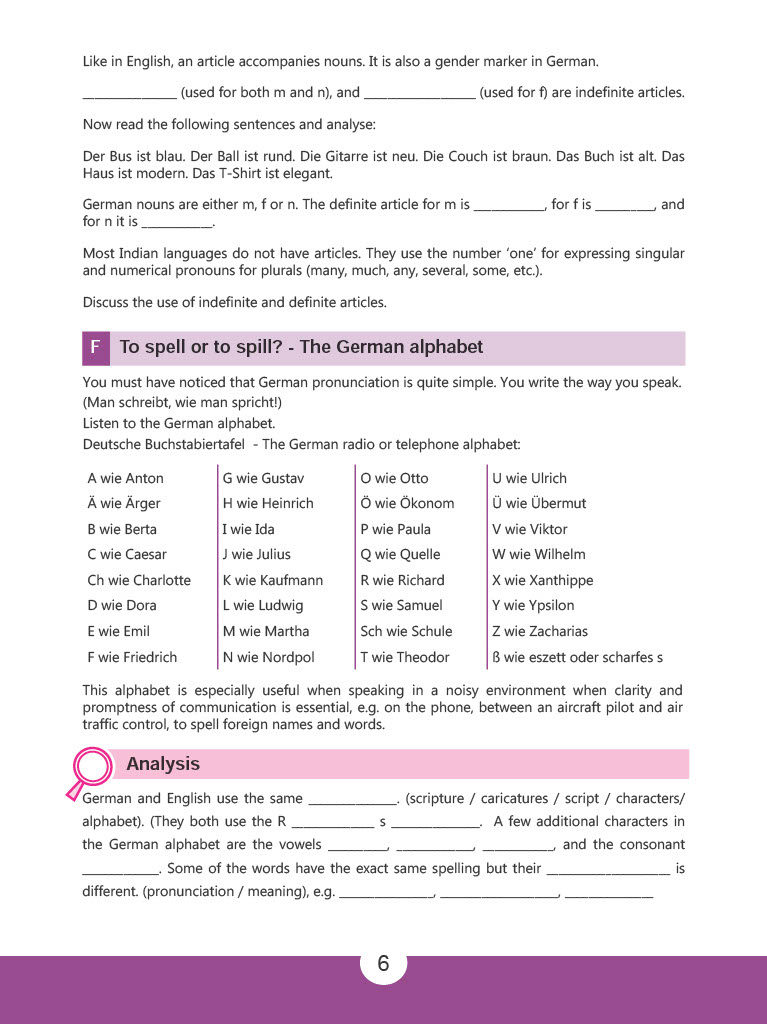 Like in English, an article accompanies nouns. It is also a gender marker in German.
________________ (used for both m and n), and ___________________ (used for f) are indefinite articles.
Now read the following sentences and analyse:
Der Bus ist blau. Der Ball ist rund. Die Gitarre ist neu. Die Couch ist braun. Das Buch ist alt. Das
Haus ist modern. Das T-Shirt ist elegant.
German nouns are either m, f or n. The definite article for m is ____________, for f is __________, and
for n it is ____________.
Most Indian languages do not have articles. They use the number ‘one’ for expressing singular
and numerical pronouns for plurals (many, much, any, several, some, etc.).
Discuss the use of indefinite and definite articles.
F To spell or to spill? - The German alphabet
You must have noticed that German pronunciation is quite simple. You write the way you speak.
(Man schreibt, wie man spricht!)
Listen to the German alphabet.
Deutsche Buchstabiertafel - The German radio or telephone alphabet:
A wie Anton
Ä wie Ärger
B wie Berta
C wie Caesar
Ch wie Charlotte
D wie Dora
E wie Emil
F wie Friedrich
G wie Gustav
H wie Heinrich
I wie Ida
J wie Julius
K wie Kaufmann
L wie Ludwig
M wie Martha
N wie Nordpol
O wie Otto
Ö wie Ökonom
P wie Paula
Q wie Quelle
R wie Richard
S wie Samuel
Sch wie Schule
T wie Theodor
U wie Ulrich
Ü wie Übermut
V wie Viktor
W wie Wilhelm
X wie Xanthippe
Y wie Ypsilon
Z wie Zacharias
ß wie eszett oder scharfes s
This alphabet is especially useful when speaking in a noisy environment when clarity and
promptness of communication is essential, e.g. on the phone, between an aircraft pilot and air
traffic control, to spell foreign names and words.
Analysis
German and English use the same _______________. (scripture / caricatures / script / characters/
alphabet). (They both use the R ______________ s _______________. A few additional characters in
the German alphabet are the vowels __________, _____________, ____________, and the consonant
_____________. Some of the words have the exact same spelling but their _____________________ is
different. (pronunciation / meaning), e.g. ________________, ____________________, _______________
6